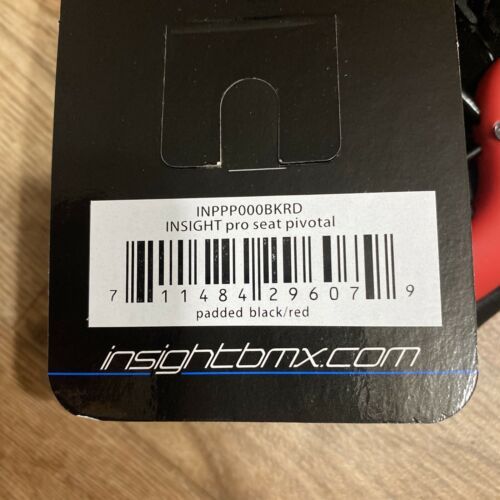 INPPP000BKRD
INSIGHT pro seat pivotal
7 11484 29607 9
padded black/red
insightbmx.com